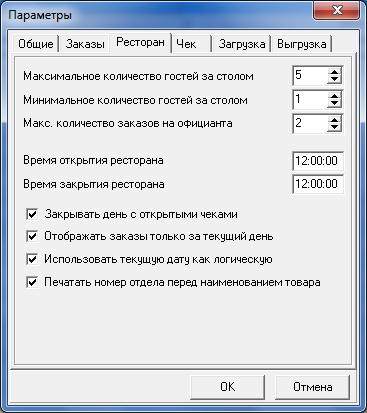 Параметры
Общие Заказы Ресторан Чек Загрузка Выгрузка
Максимальное количество гостей за столом 5
Минимальное количество гостей за столом 1
Макс. количество заказов на официанта 2
Время открытия ресторана 12:00:00
Время закрытия ресторана 12:00:00
Закрывать день с открытыми чеками
Отображать заказы только за текущий день
Использовать текущую дату как логическую
Печатать номер отдела перед наименованием товара
OK Отмена